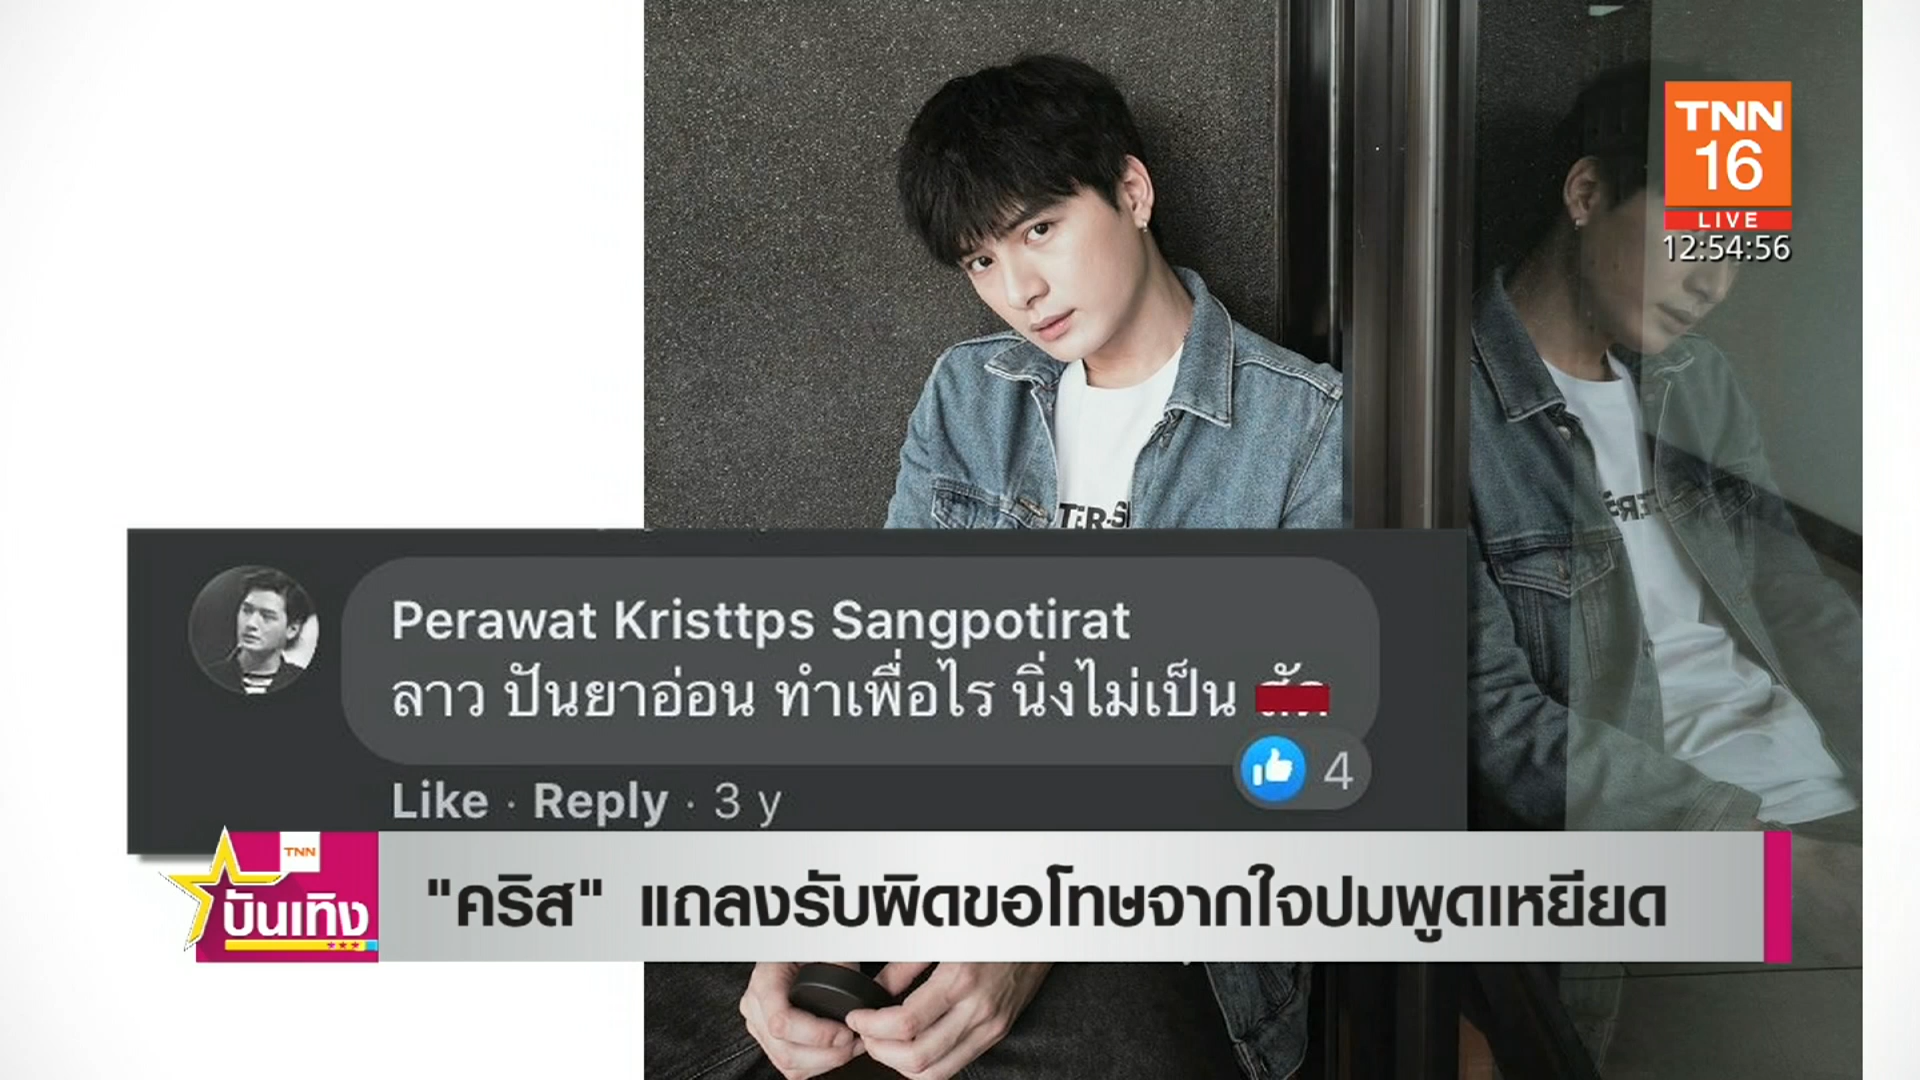 TNN
16
LIVE
12:54:56
TER-S
Perawat Kristtps Sangpotirat
ลาว ปันยาอ่อน ทำเพื่อไร นิ่งไม่เป็น
4
Like · Reply · 3 y
TNN
บันเทิง
"คริส" แถลงรับผิดขอโทษจากใจปมพูดเหยียด